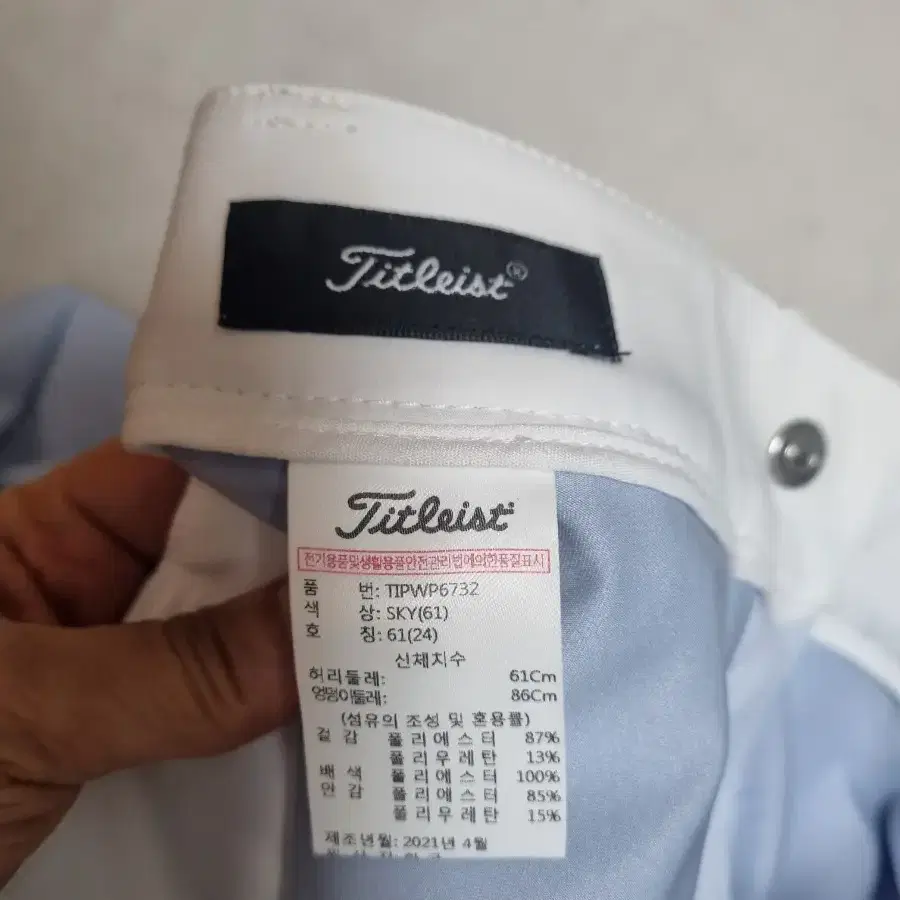 Titleist®
Titleist
전기용품및생활용품안전관리법에의한품질표시
품 번: TIPWP6732
색 상: SKY(61)
호 칭: 61(24)
신체치수
허리둘레: 61Cm
엉덩이둘레: 86Cm
(섬유의 조성 및 혼용률)
겉 감 폴리에스터 87%
폴리우레탄 13%
배 색 폴리에스터 100%
안 감 폴리에스터 85%
폴리우레탄 15%
제조년월: 2021년 4월